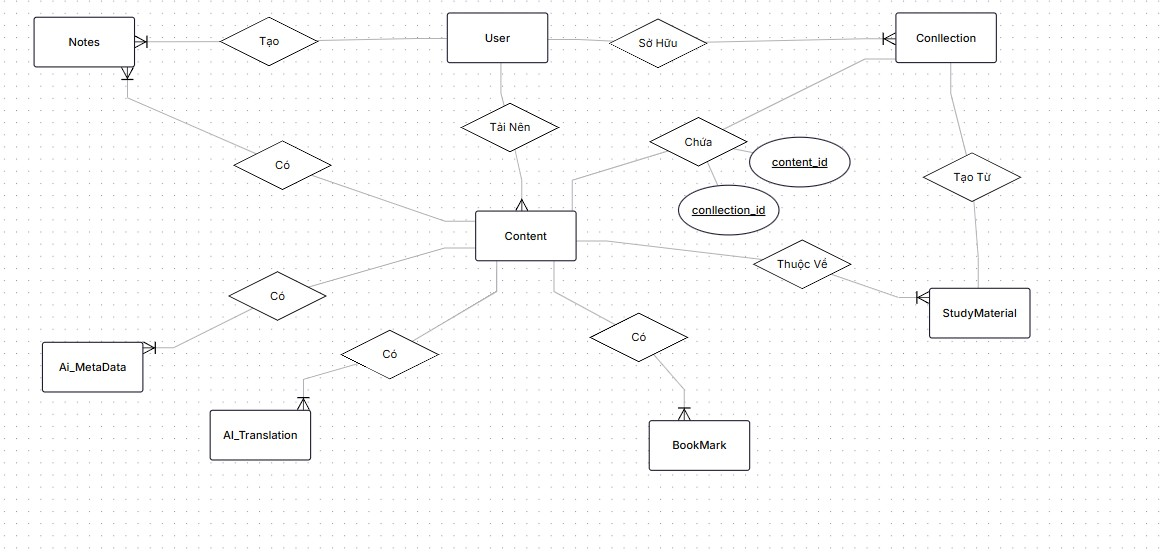 Notes
Tạo
User
Sở Hữu
Conllection
Tải Nên
Chứa
content_id
Có
Tạo Từ
conllection_id
Content
Thuộc Về
Có
StudyMaterial
Có
Có
Ai_MetaData
AI_Translation
BookMark